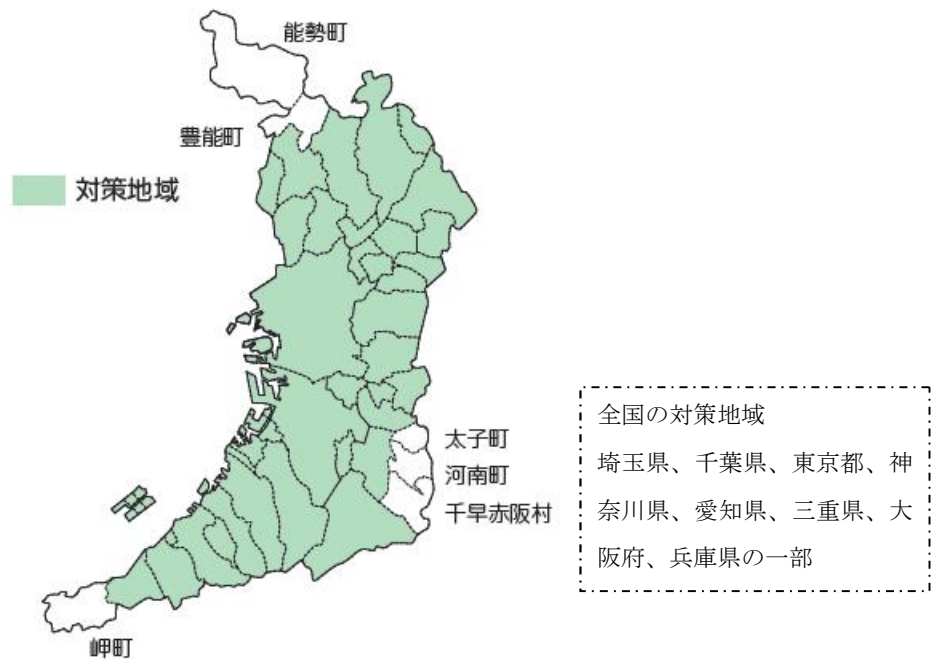 能勢町
豊能町
対策地域
太子町
河南町
千早赤阪村
岬町
全国の対策地域
埼玉県、千葉県、東京都、神
奈川県、愛知県、三重県、大
阪府、兵庫県の一部